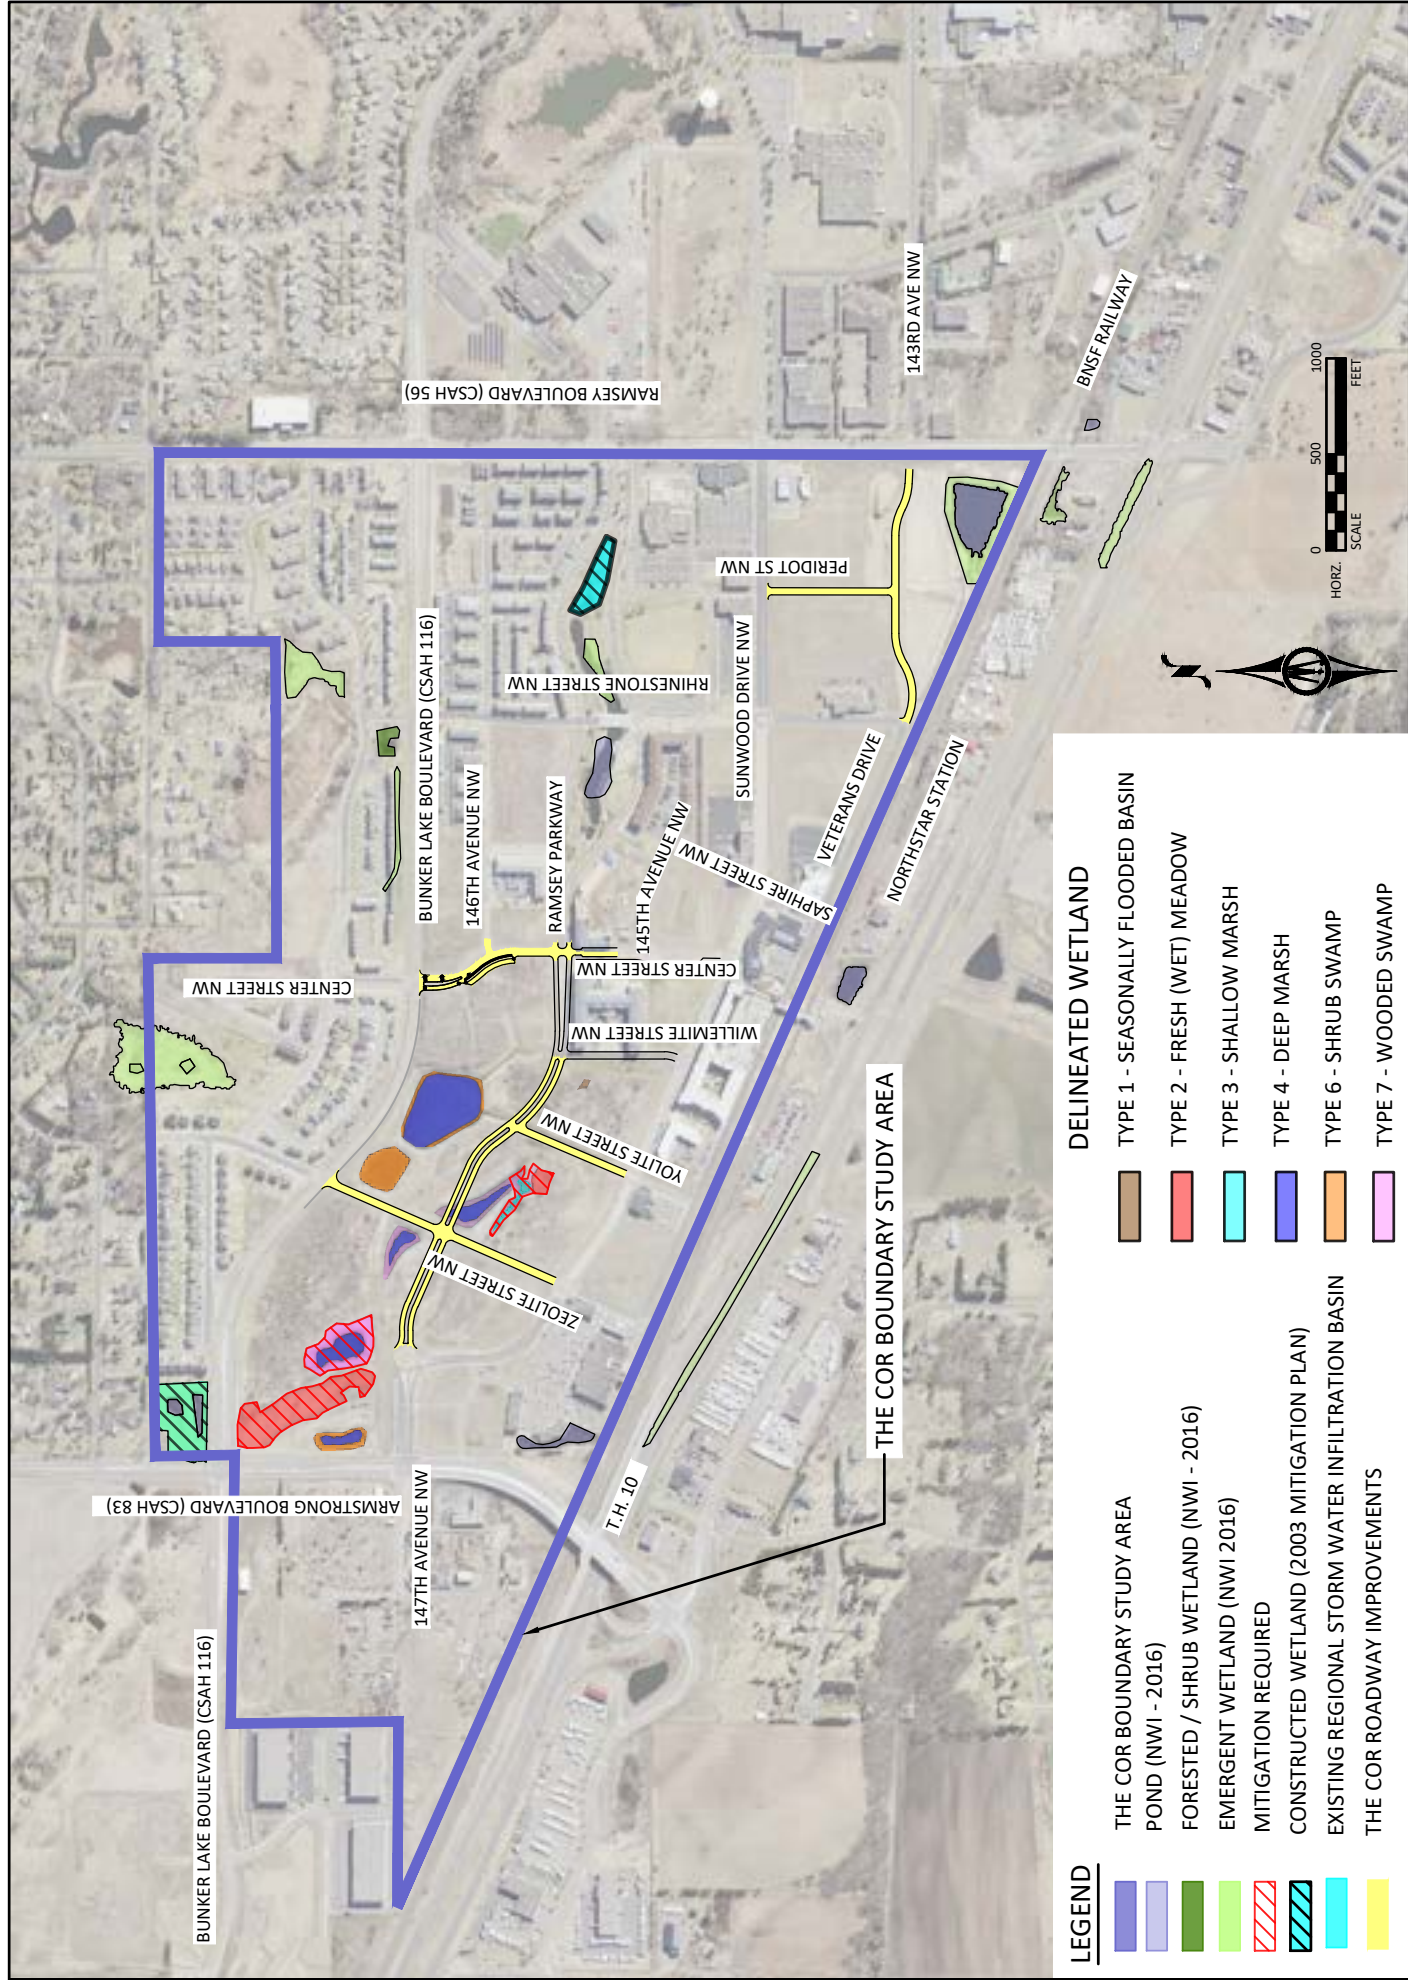 BUNKER LAKE BOULEVARD (CSAH 116)
ARMSTRONG BOULEVARD (CSAH 83)
147TH AVENUE NW
CENTER STREET NW
BUNKER LAKE BOULEVARD (CSAH 116)
146TH AVENUE NW
RAMSEY PARKWAY
145TH AVENUE NW
CENTER STREET NW
WILLEMITE STREET NW
YOLITE STREET NW
ZEOLITE STREET NW
RAMSEY BOULEVARD (CSAH 56)
RHINESTONE STREET NW
SUNWOOD DRIVE NW
PERIDOT ST NW
143RD AVE NW
SAPHIRE STREET NW
VETERANS DRIVE
NORTHSTAR STATION
BNSF RAILWAY
T.H. 10
THE COR BOUNDARY STUDY AREA
N
0 500 1000
HORZ. SCALE FEET
LEGEND
THE COR BOUNDARY STUDY AREA
POND (NWI - 2016)
FORESTED / SHRUB WETLAND (NWI - 2016)
EMERGENT WETLAND (NWI 2016)
MITIGATION REQUIRED
CONSTRUCTED WETLAND (2003 MITIGATION PLAN)
EXISTING REGIONAL STORM WATER INFILTRATION BASIN
THE COR ROADWAY IMPROVEMENTS
DELINEATED WETLAND
TYPE 1 - SEASONALLY FLOODED BASIN
TYPE 2 - FRESH (WET) MEADOW
TYPE 3 - SHALLOW MARSH
TYPE 4 - DEEP MARSH
TYPE 6 - SHRUB SWAMP
TYPE 7 - WOODED SWAMP